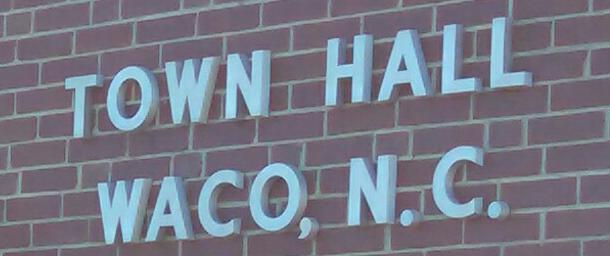 TOWN HALL
WACO, N.C.